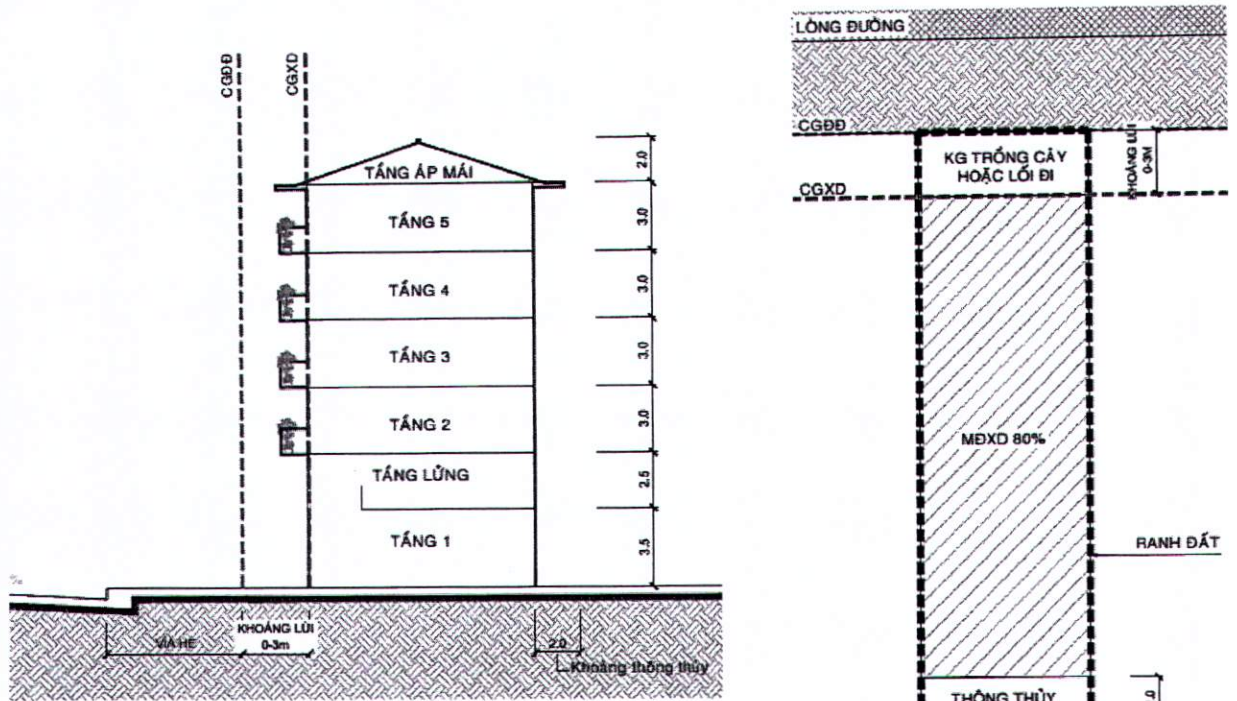 CGĐĐ
CGXD
TẦNG ÁP MÁI
TẦNG 5
TẦNG 4
TẦNG 3
TẦNG 2
TẦNG LỬNG
TẦNG 1
2.0
3.0
3.0
3.0
3.0
2.5
3.5
VỈA HÈ
KHOẢNG LÙI
0-3m
2.0
Khoảng thông thủy
LÒNG ĐƯỜNG
CGĐĐ
KG TRỒNG CÂY
HOẶC LỐI ĐI
KHOẢNG LÙI
0-3M
CGXD
MĐXD 80%
RANH ĐẤT
THÔNG THỦY